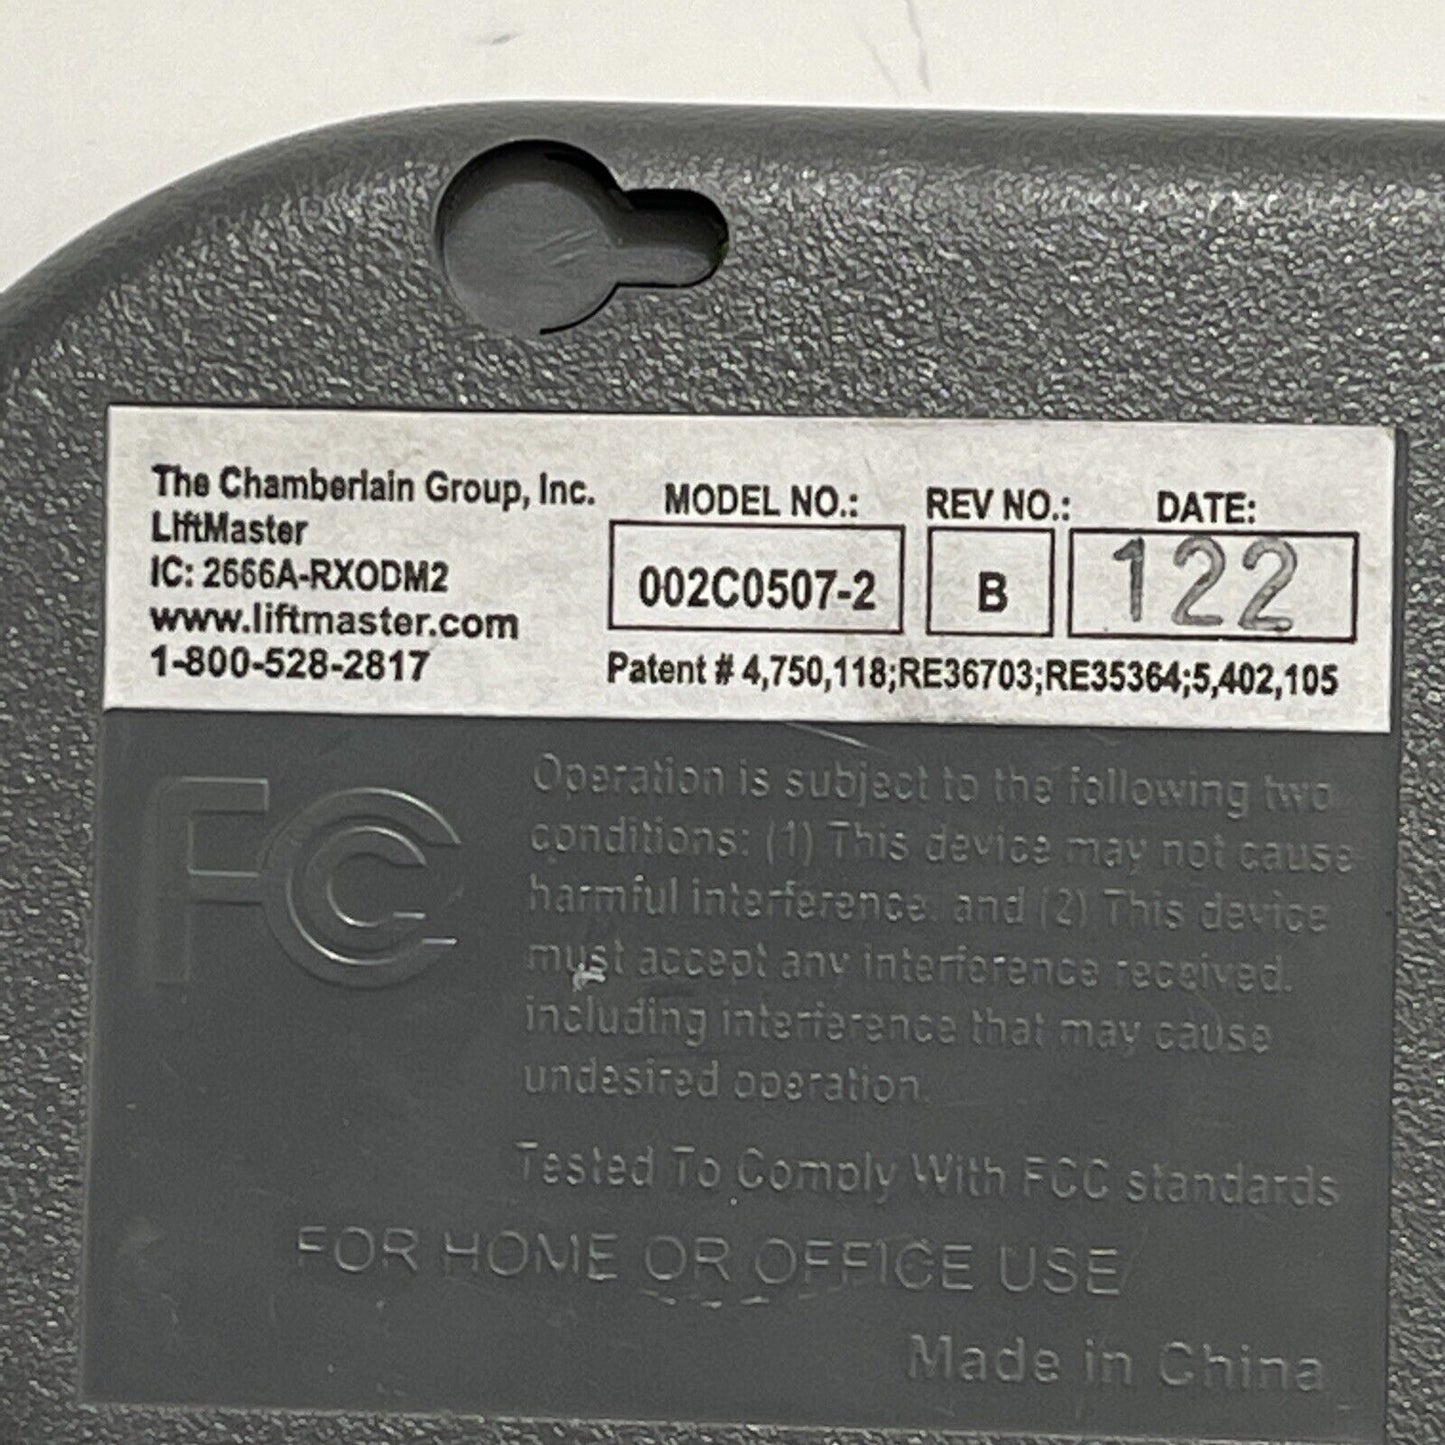 The Chamberlain Group, Inc.
LiftMaster
IC: 2666A-RXODM2
www.liftmaster.com
1-800-528-2817
MODEL NO.:
002C0507-2
REV NO.:
B
DATE:
122
Patent # 4,750,118;RE36703;RE35364;5,402,105
FC
Operation is subject to the following two
conditions: (1) This device may not cause
harmful interference. and (2) This device
must accept any interference received.
including interference that may cause
undesired operation.
Tested To Comply With FCC standards
FOR HOME OR OFFICE USE
Made in China